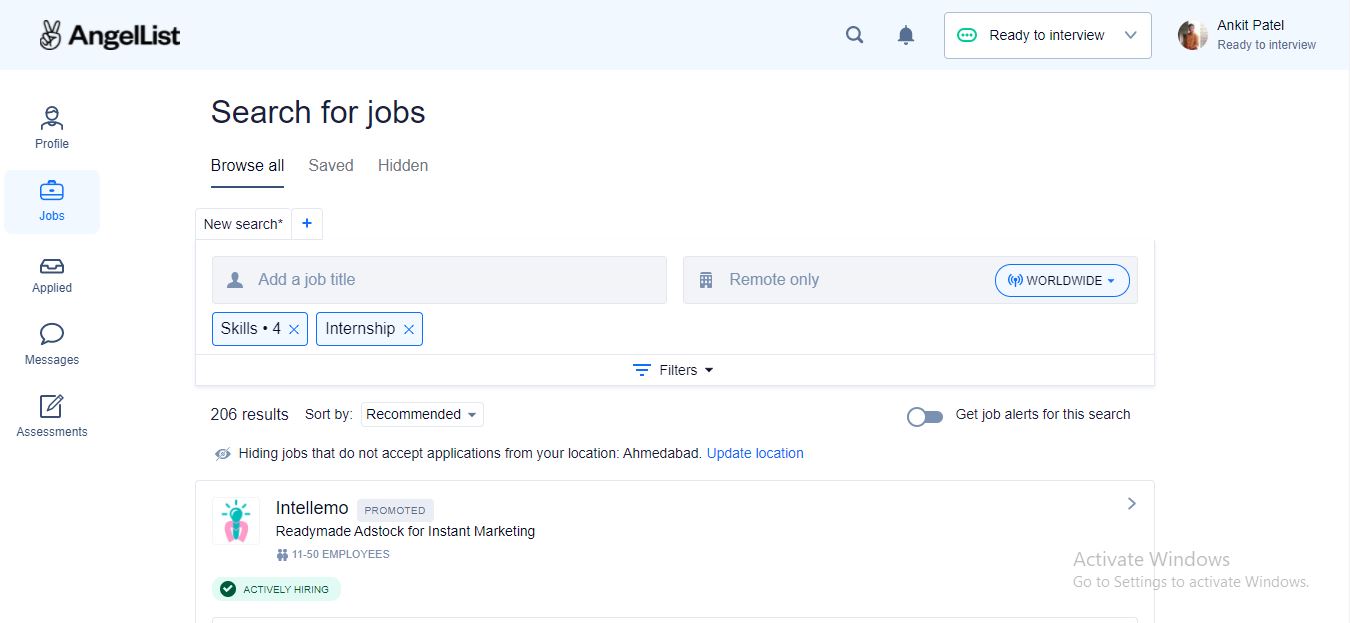 AngelList
Ready to interview
Ankit Patel
Ready to interview
Profile
Jobs
Applied
Messages
Assessments
Search for jobs
Browse all Saved Hidden
New search* +
Add a job title
Remote only
WORLDWIDE
Skills • 4 ×
Internship ×
Filters
206 results Sort by: Recommended
Get job alerts for this search
Hiding jobs that do not accept applications from your location: Ahmedabad. Update location
Intellemo PROMOTED
Readymade Adstock for Instant Marketing
11-50 EMPLOYEES
ACTIVELY HIRING
Activate Windows
Go to Settings to activate Windows.